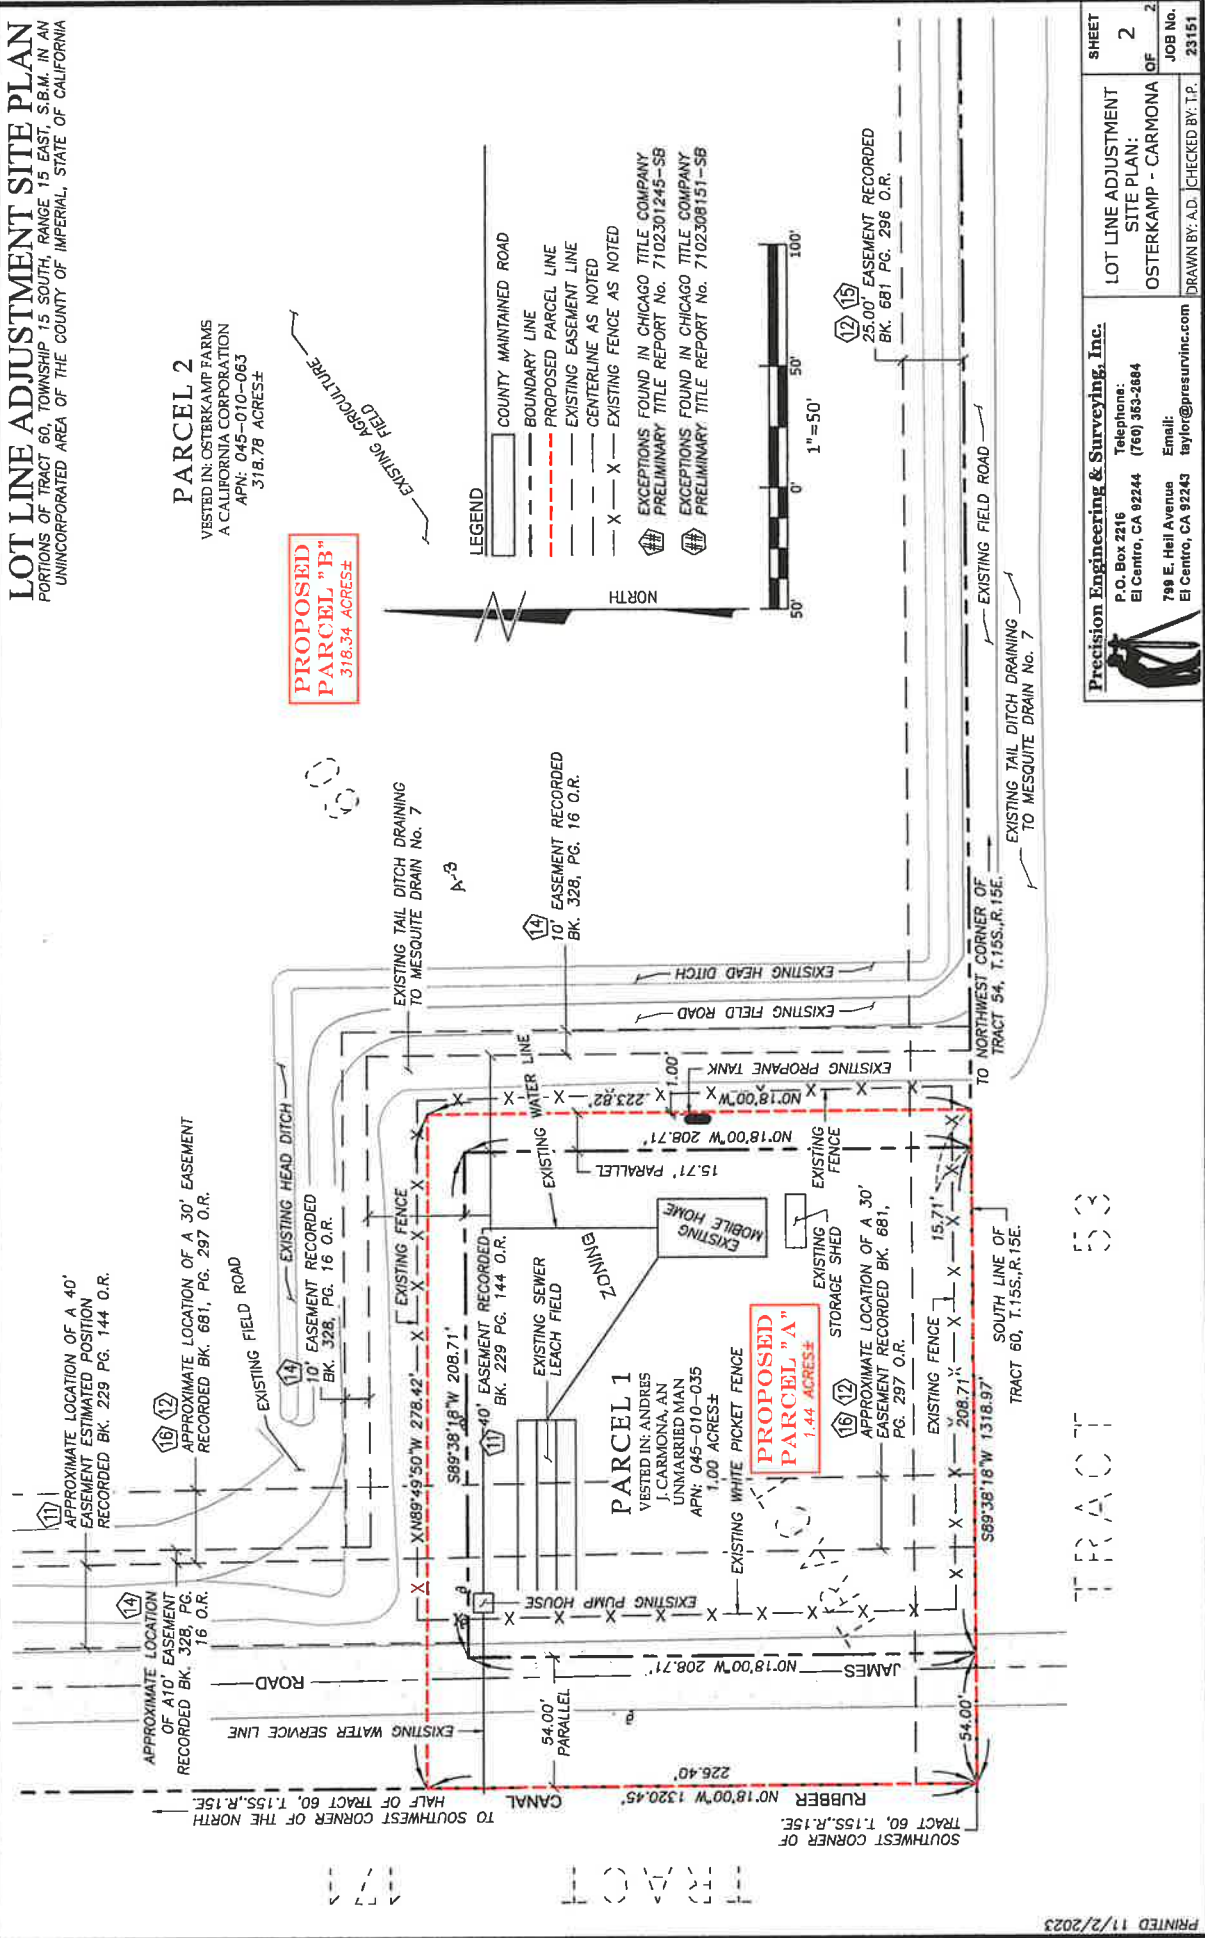 LOT LINE ADJUSTMENT SITE PLAN
PORTIONS OF TRACT 60, TOWNSHIP 15 SOUTH, RANGE 15 EAST, S.B.M. IN AN
UNINCORPORATED AREA OF THE COUNTY OF IMPERIAL, STATE OF CALIFORNIA
PARCEL 2
VESTED IN: OSTERKAMP FARMS
A CALIFORNIA CORPORATION
APN: 045-010-063
318.78 ACRES±
PROPOSED
PARCEL "B"
318.34 ACRES±
EXISTING AGRICULTURE
FIELD
LEGEND
COUNTY MAINTAINED ROAD
BOUNDARY LINE
PROPOSED PARCEL LINE
EXISTING EASEMENT LINE
CENTERLINE AS NOTED
X X EXISTING FENCE AS NOTED
## EXCEPTIONS FOUND IN CHICAGO TITLE COMPANY
PRELIMINARY TITLE REPORT No. 7102301245-SB
## EXCEPTIONS FOUND IN CHICAGO TITLE COMPANY
PRELIMINARY TITLE REPORT No. 7102308151-SB
NORTH
50' 0' 50' 100'
1"=50'
11
APPROXIMATE LOCATION OF A 40'
EASEMENT ESTIMATED POSITION
RECORDED BK. 229 PG. 144 O.R.
16 12
APPROXIMATE LOCATION OF A 30' EASEMENT
RECORDED BK. 681, PG. 297 O.R.
14
APPROXIMATE LOCATION
OF A10' EASEMENT
RECORDED BK. 328, PG.
16 O.R.
EXISTING FIELD ROAD
EXISTING HEAD DITCH
14
10' EASEMENT RECORDED
BK. 328, PG. 16 O.R.
60
EXISTING TAIL DITCH DRAINING
TO MESQUITE DRAIN No. 7
A-3
14
10' EASEMENT RECORDED
BK. 328, PG. 16 O.R.
ROAD
EXISTING WATER SERVICE LINE
TO SOUTHWEST CORNER OF THE NORTH
HALF OF TRACT 60, T.15S.,R.15E.
TRACT 71
EXISTING FENCE
N89°49'50"W 278.42'
S89°38'18"W 208.71'
11
40' EASEMENT RECORDED
BK. 229 PG. 144 O.R.
EXISTING SEWER
LEACH FIELD
EXISTING WATER LINE
ZONING
EXISTING
MOBILE HOME
15.71' PARALLEL
N0°18'00"W 208.71'
N0°18'00"W 223.82'
1.00'
EXISTING PROPANE TANK
EXISTING FIELD ROAD
EXISTING HEAD DITCH
EXISTING
STORAGE SHED
EXISTING
FENCE
PARCEL 1
VESTED IN: ANDRES
J. CARMONA, AN
UNMARRIED MAN
APN: 045-010-035
1.00 ACRES±
EXISTING PUMP HOUSE
EXISTING WHITE PICKET FENCE
PROPOSED
PARCEL "A"
1.44 ACRES±
16 12
APPROXIMATE LOCATION OF A 30'
EASEMENT RECORDED BK. 681,
PG. 297 O.R.
EXISTING FENCE
15.71'
208.71'
S89°38'18"W 1318.97'
SOUTH LINE OF
TRACT 60, T.15S.,R.15E.
54.00'
PARALLEL
N0°18'00"W 208.71'
JAMES
54.00'
226.40'
N0°18'00"W 1320.45'
RUBBER
CANAL
SOUTHWEST CORNER OF
TRACT 60, T.15S.,R.15E.
TRACT 53
TO NORTHWEST CORNER OF
TRACT 54, T.15S.,R.15E.
12 15
25.00' EASEMENT RECORDED
BK. 681 PG. 296 O.R.
EXISTING FIELD ROAD
EXISTING TAIL DITCH DRAINING
TO MESQUITE DRAIN No. 7
Precision Engineering & Surveying, Inc.
P.O. Box 2216
El Centro, CA 92244
Telephone:
(760) 353-2684
799 E. Heil Avenue
El Centro, CA 92243
Email:
taylor@presurvinc.com
LOT LINE ADJUSTMENT
SITE PLAN:
OSTERKAMP - CARMONA
DRAWN BY: A.D. CHECKED BY: T.P.
SHEET
2
OF 2
JOB No.
23151
PRINTED 11/2/2023